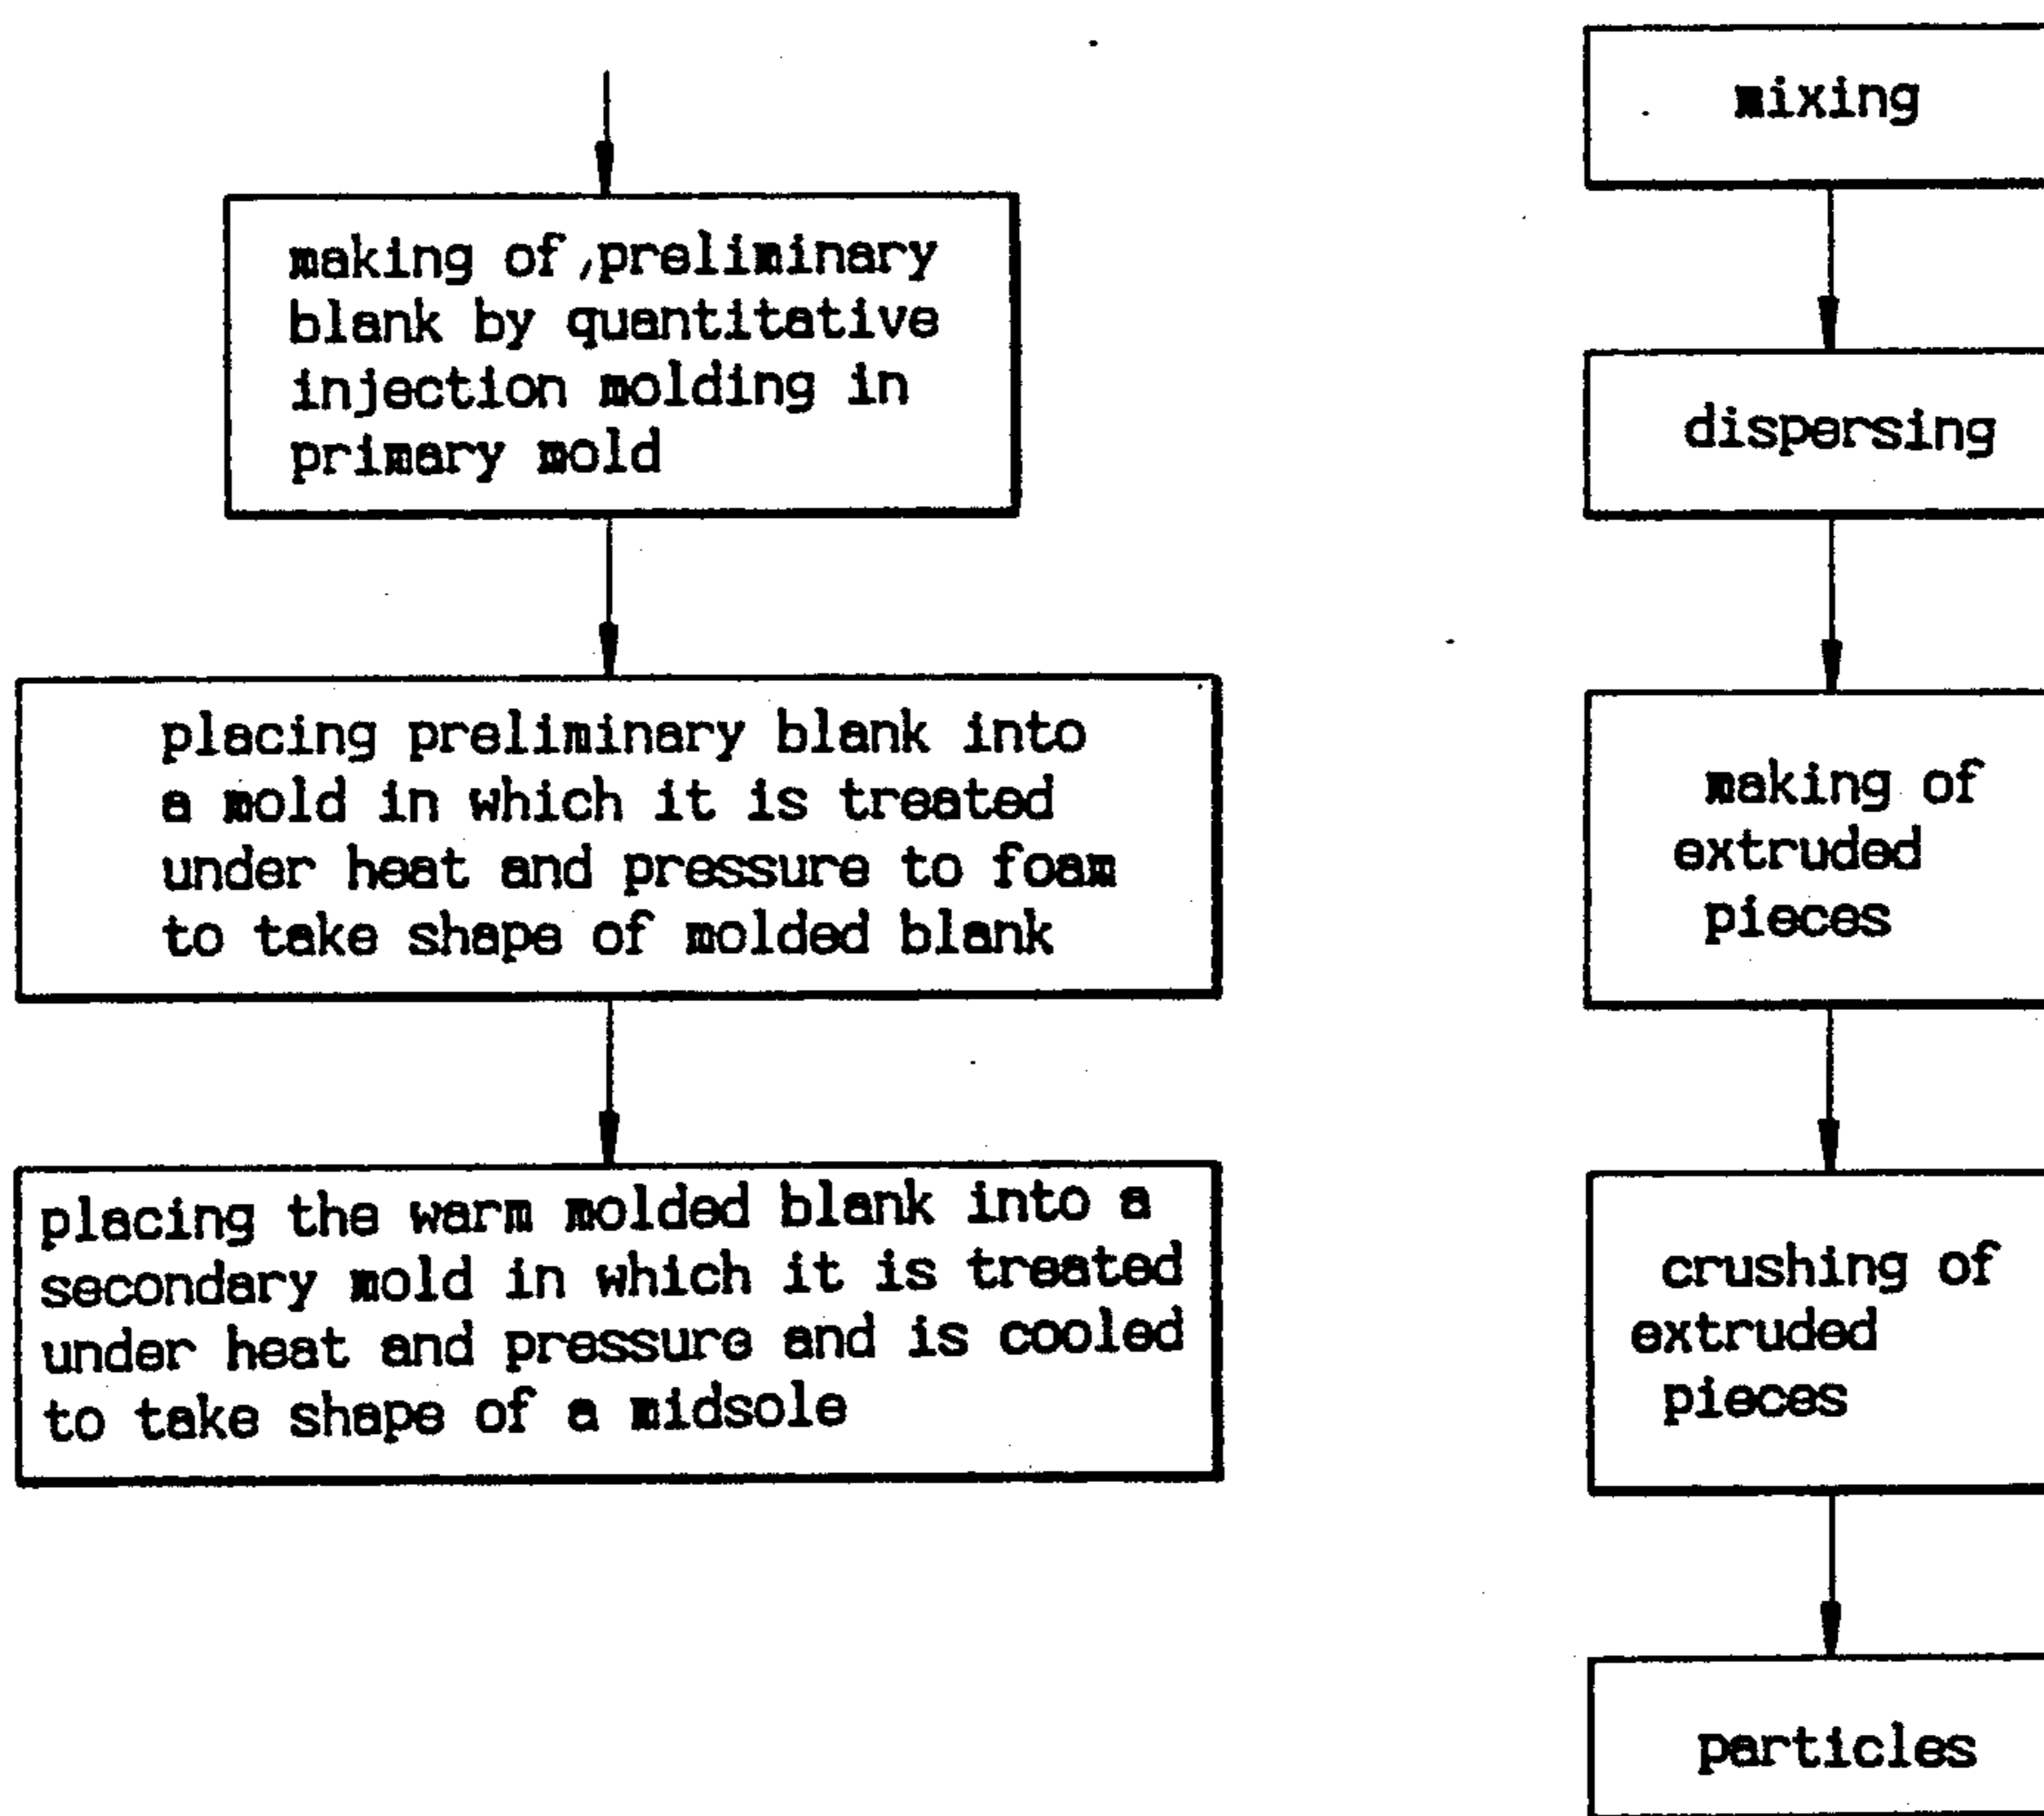 making of preliminary
blank by quantitative
injection molding in
primary mold
placing preliminary blank into
a mold in which it is treated
under heat and pressure to foam
to take shape of molded blank
placing the warm molded blank into a
secondary mold in which it is treated
under heat and pressure and is cooled
to take shape of a midsole
mixing
dispersing
making of
extruded
pieces
crushing of
extruded
pieces
particles